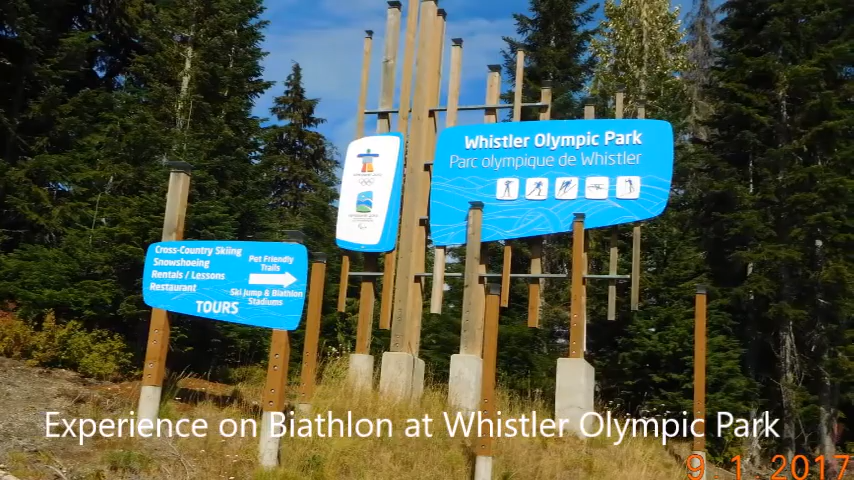 Whistler Olympic Park
Parc olympique de Whistler
Cross-Country Skiing
Snowshoeing
Rentals / Lessons
Restaurant
Pet Friendly
Trails
Ski Jump & Biathlon
Stadiums
TOURS
Experience on Biathlon at Whistler Olympic Park
9. 1. 2017